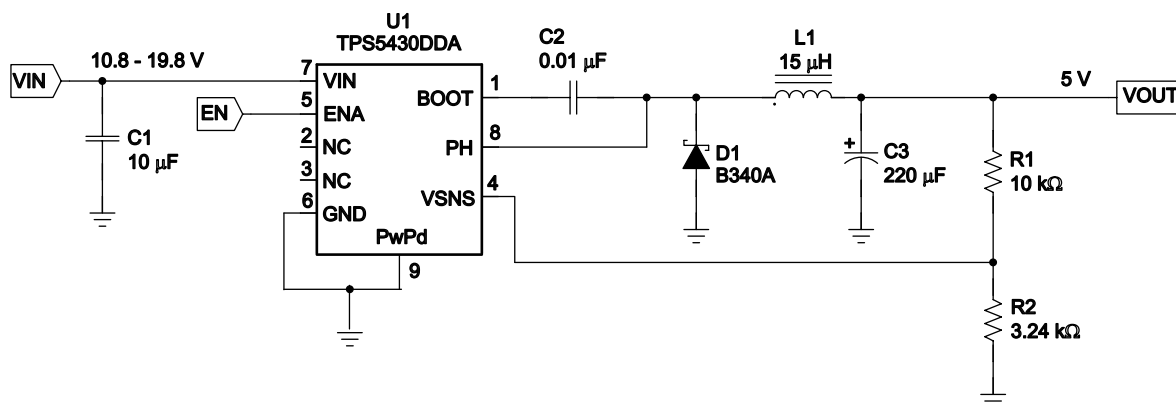 U1
TPS5430DDA
VIN
10.8 - 19.8 V
EN
C1
10 μF
7
VIN
5
ENA
2
NC
3
NC
6
GND
PwPd
9
BOOT
1
PH
8
VSNS
4
C2
0.01 μF
L1
15 μH
D1
B340A
+
C3
220 μF
5 V
VOUT
R1
10 kΩ
R2
3.24 kΩ